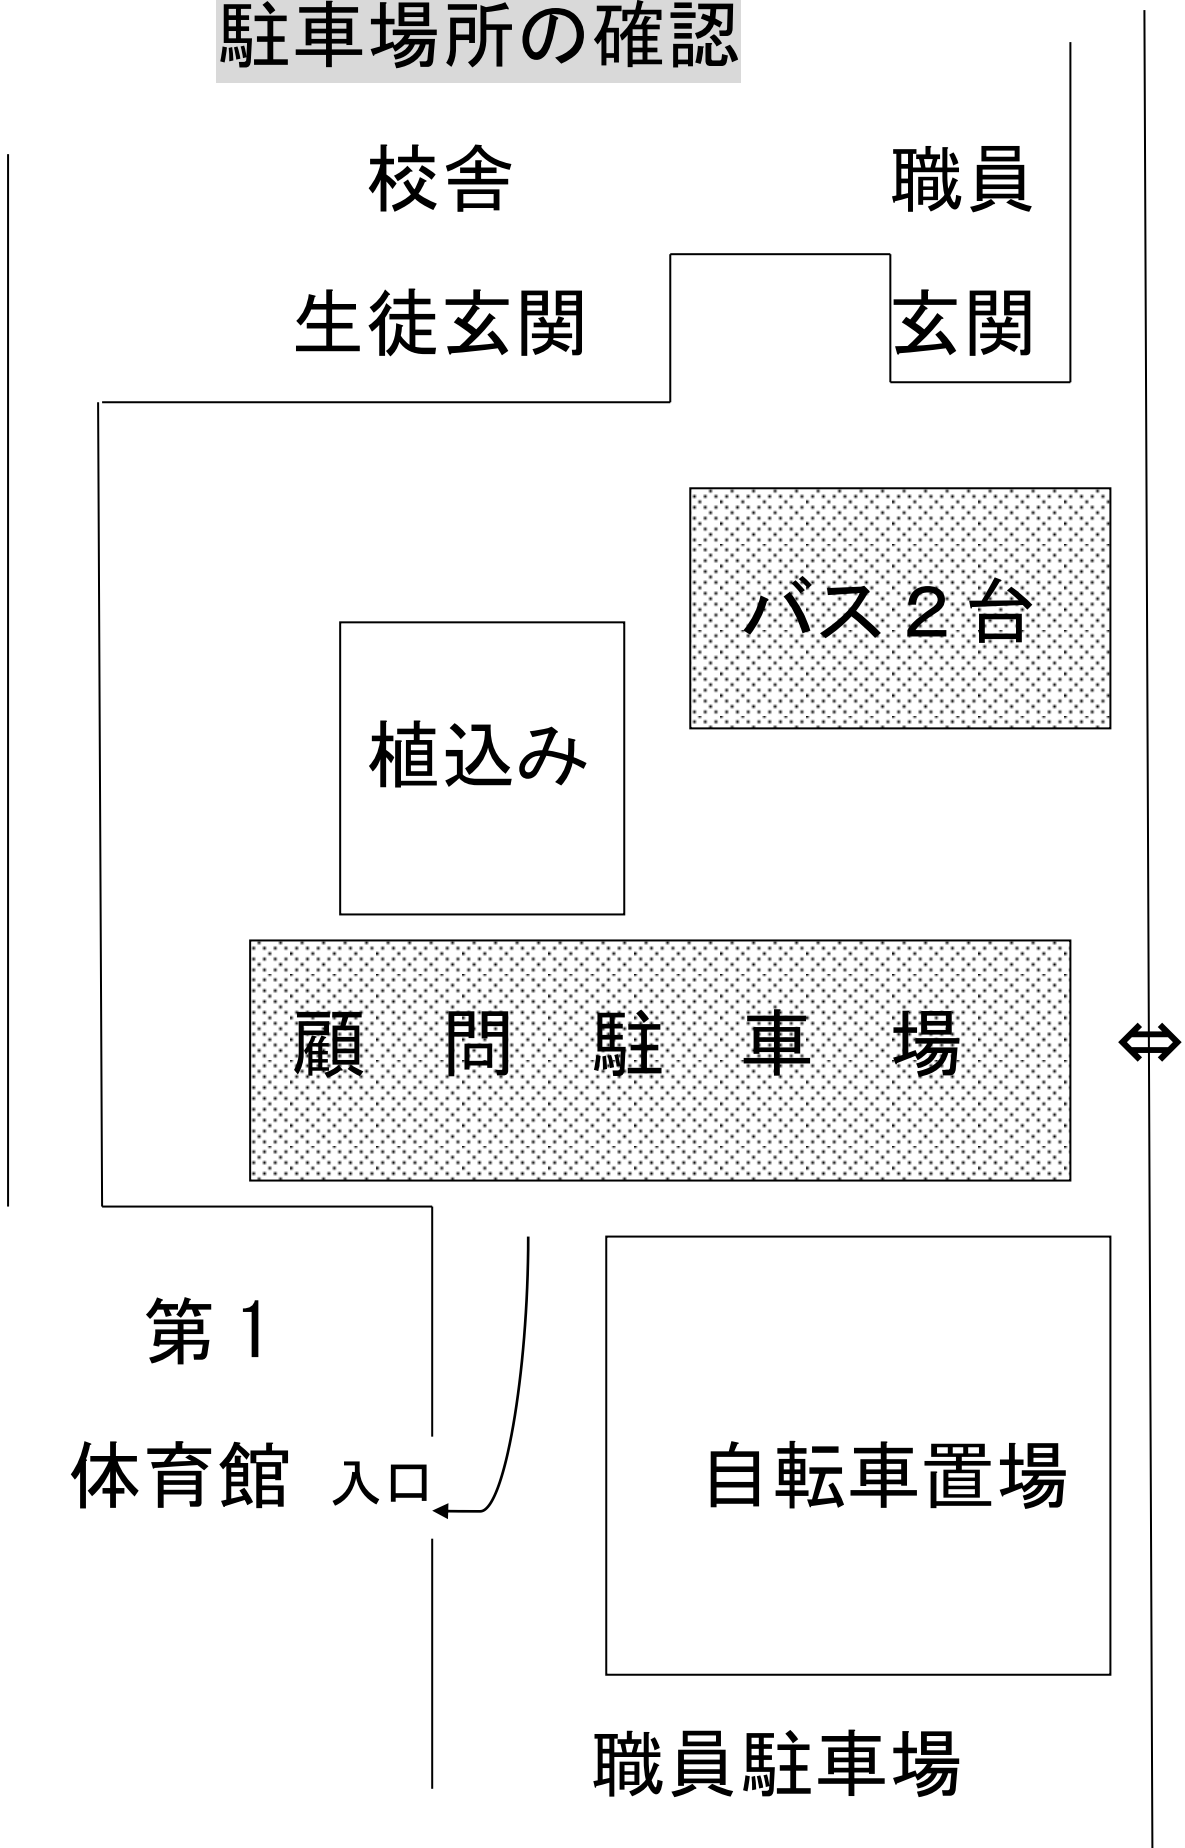 駐車場所の確認
校舎　職員
生徒玄関　玄関
バス２台
植込み
顧　問　駐　車　場　⇔
第１
体育館　入口　自転車置場
職員駐車場